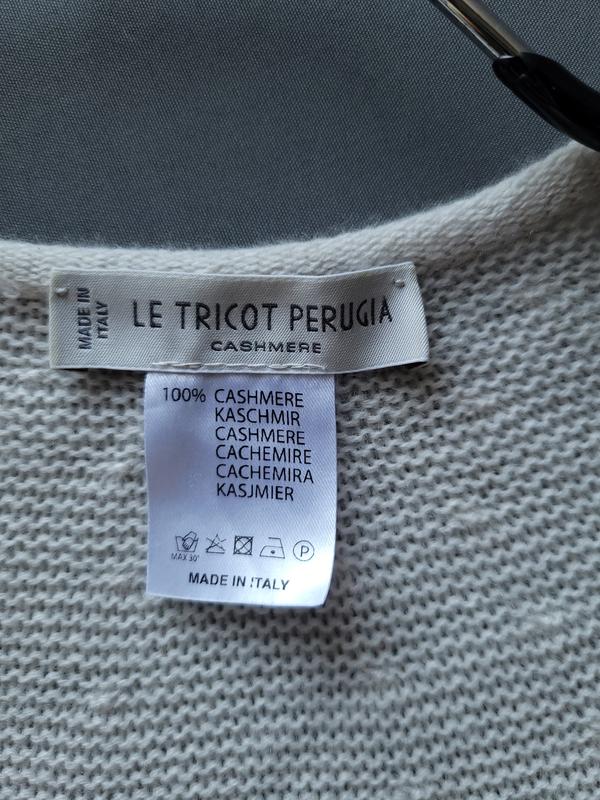 MADE IN
ITALY
LE TRICOT PERUGIA
CASHMERE
100% CASHMERE
KASCHMIR
CASHMERE
CACHEMIRE
CACHEMIRA
KASJMIER
MAX 30°
P
MADE IN ITALY